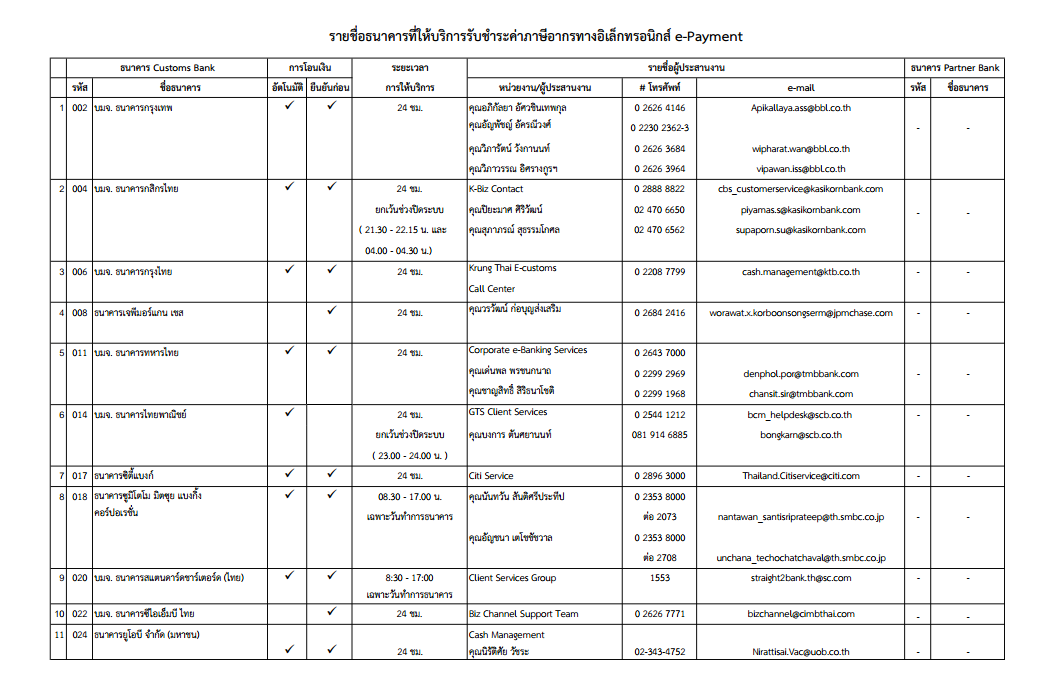 รายชื่อธนาคารที่ให้บริการรับชำระค่าภาษีอากรทางอิเล็กทรอนิกส์ e-Payment
ธนาคาร Customs Bank การโอนเงิน ระยะเวลา รายชื่อผู้ประสานงาน ธนาคาร Partner Bank
รหัส ชื่อธนาคาร อัตโนมัติ ยืนยันก่อน การให้บริการ หน่วยงาน/ผู้ประสานงาน # โทรศัพท์ e-mail รหัส ชื่อธนาคาร
1 002 บมจ. ธนาคารกรุงเทพ ✓ ✓ 24 ชม. คุณอภิกัลยา อัศวชินเทพกุล 0 2626 4146 Apikallaya.ass@bbl.co.th
คุณอัญพัชญ์ อัครณีวงศ์ 0 2230 2362-3 - -
คุณวิภารัตน์ วังกานนท์ 0 2626 3684 wipharat.wan@bbl.co.th
คุณวิภาวรรณ อิศรางกูรฯ 0 2626 3964 vipawan.iss@bbl.co.th
2 004 บมจ. ธนาคารกสิกรไทย ✓ ✓ 24 ชม. K-Biz Contact 0 2888 8822 cbs_customerservice@kasikornbank.com
ยกเว้นช่วงปิดระบบ คุณปิยะมาศ ศิริวัฒน์ 02 470 6650 piyamas.s@kasikornbank.com - -
( 21.30 - 22.15 น. และ คุณสุภาภรณ์ สุธรรมโกศล 02 470 6562 supaporn.su@kasikornbank.com
04.00 - 04.30 น.)
3 006 บมจ. ธนาคารกรุงไทย ✓ ✓ 24 ชม. Krung Thai E-customs 0 2208 7799 cash.management@ktb.co.th - -
Call Center
4 008 ธนาคารเจพีมอร์แกน เชส ✓ 24 ชม. คุณวรวัฒน์ ก่อบุญส่งเสริม 0 2684 2416 worawat.x.korboonsongserm@jpmchase.com - -
5 011 บมจ. ธนาคารทหารไทย ✓ ✓ 24 ชม. Corporate e-Banking Services 0 2643 7000
คุณเด่นพล พรชนกนาถ 0 2299 2969 denphol.por@tmbbank.com - -
คุณชาญสิทธิ์ สิริธนาโชติ 0 2299 1968 chansit.sir@tmbbank.com
6 014 บมจ. ธนาคารไทยพาณิชย์ ✓ 24 ชม. GTS Client Services 0 2544 1212 bcm_helpdesk@scb.co.th - -
ยกเว้นช่วงปิดระบบ คุณบงการ ตันศยานนท์ 081 914 6885 bongkarn@scb.co.th
( 23.00 - 24.00 น. )
7 017 ธนาคารซิตี้แบงก์ ✓ ✓ 24 ชม. Citi Service 0 2896 3000 Thailand.Citiservice@citi.com - -
8 018 ธนาคารซูมิโตโม มิตซุย แบงกิ้ง ✓ ✓ 08.30 - 17.00 น. คุณนันทวัน สันติศรีประทีป 0 2353 8000
คอร์ปอเรชั่น เฉพาะวันทำการธนาคาร ต่อ 2073 nantawan_santisriprateep@th.smbc.co.jp - -
คุณอัญชนา เตโชชัชวาล 0 2353 8000
ต่อ 2708 unchana_techochatchaval@th.smbc.co.jp
9 020 บมจ. ธนาคารสแตนดาร์ดชาร์เตอร์ด (ไทย) ✓ ✓ 8:30 - 17:00 Client Services Group 1553 straight2bank.th@sc.com - -
เฉพาะวันทำการธนาคาร
10 022 บมจ. ธนาคารซีไอเอ็มบี ไทย ✓ 24 ชม. Biz Channel Support Team 0 2626 7771 bizchannel@cimbthai.com - -
11 024 ธนาคารยูโอบี จำกัด (มหาชน) Cash Management
✓ ✓ 24 ชม. คุณนิรัติศัย วัชระ 02-343-4752 Nirattisai.Vac@uob.co.th - -